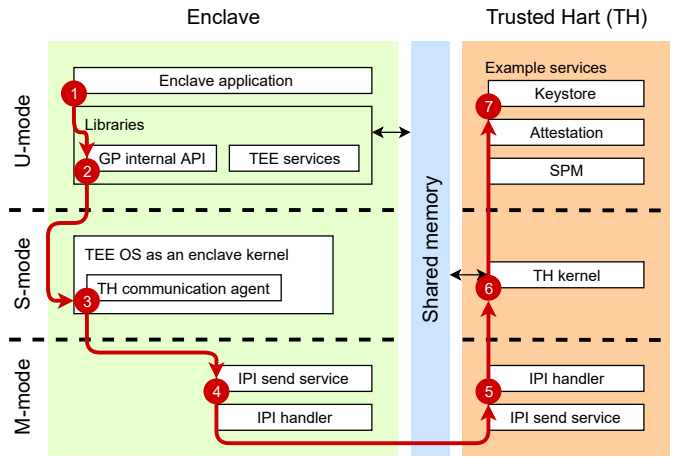 Enclave
Trusted Hart (TH)
U-mode
S-mode
M-mode
Enclave application
1
Libraries
GP internal API
TEE services
2
TEE OS as an enclave kernel
TH communication agent
3
IPI send service
4
IPI handler
Shared memory
Example services
Keystore
7
Attestation
SPM
TH kernel
6
IPI handler
5
IPI send service